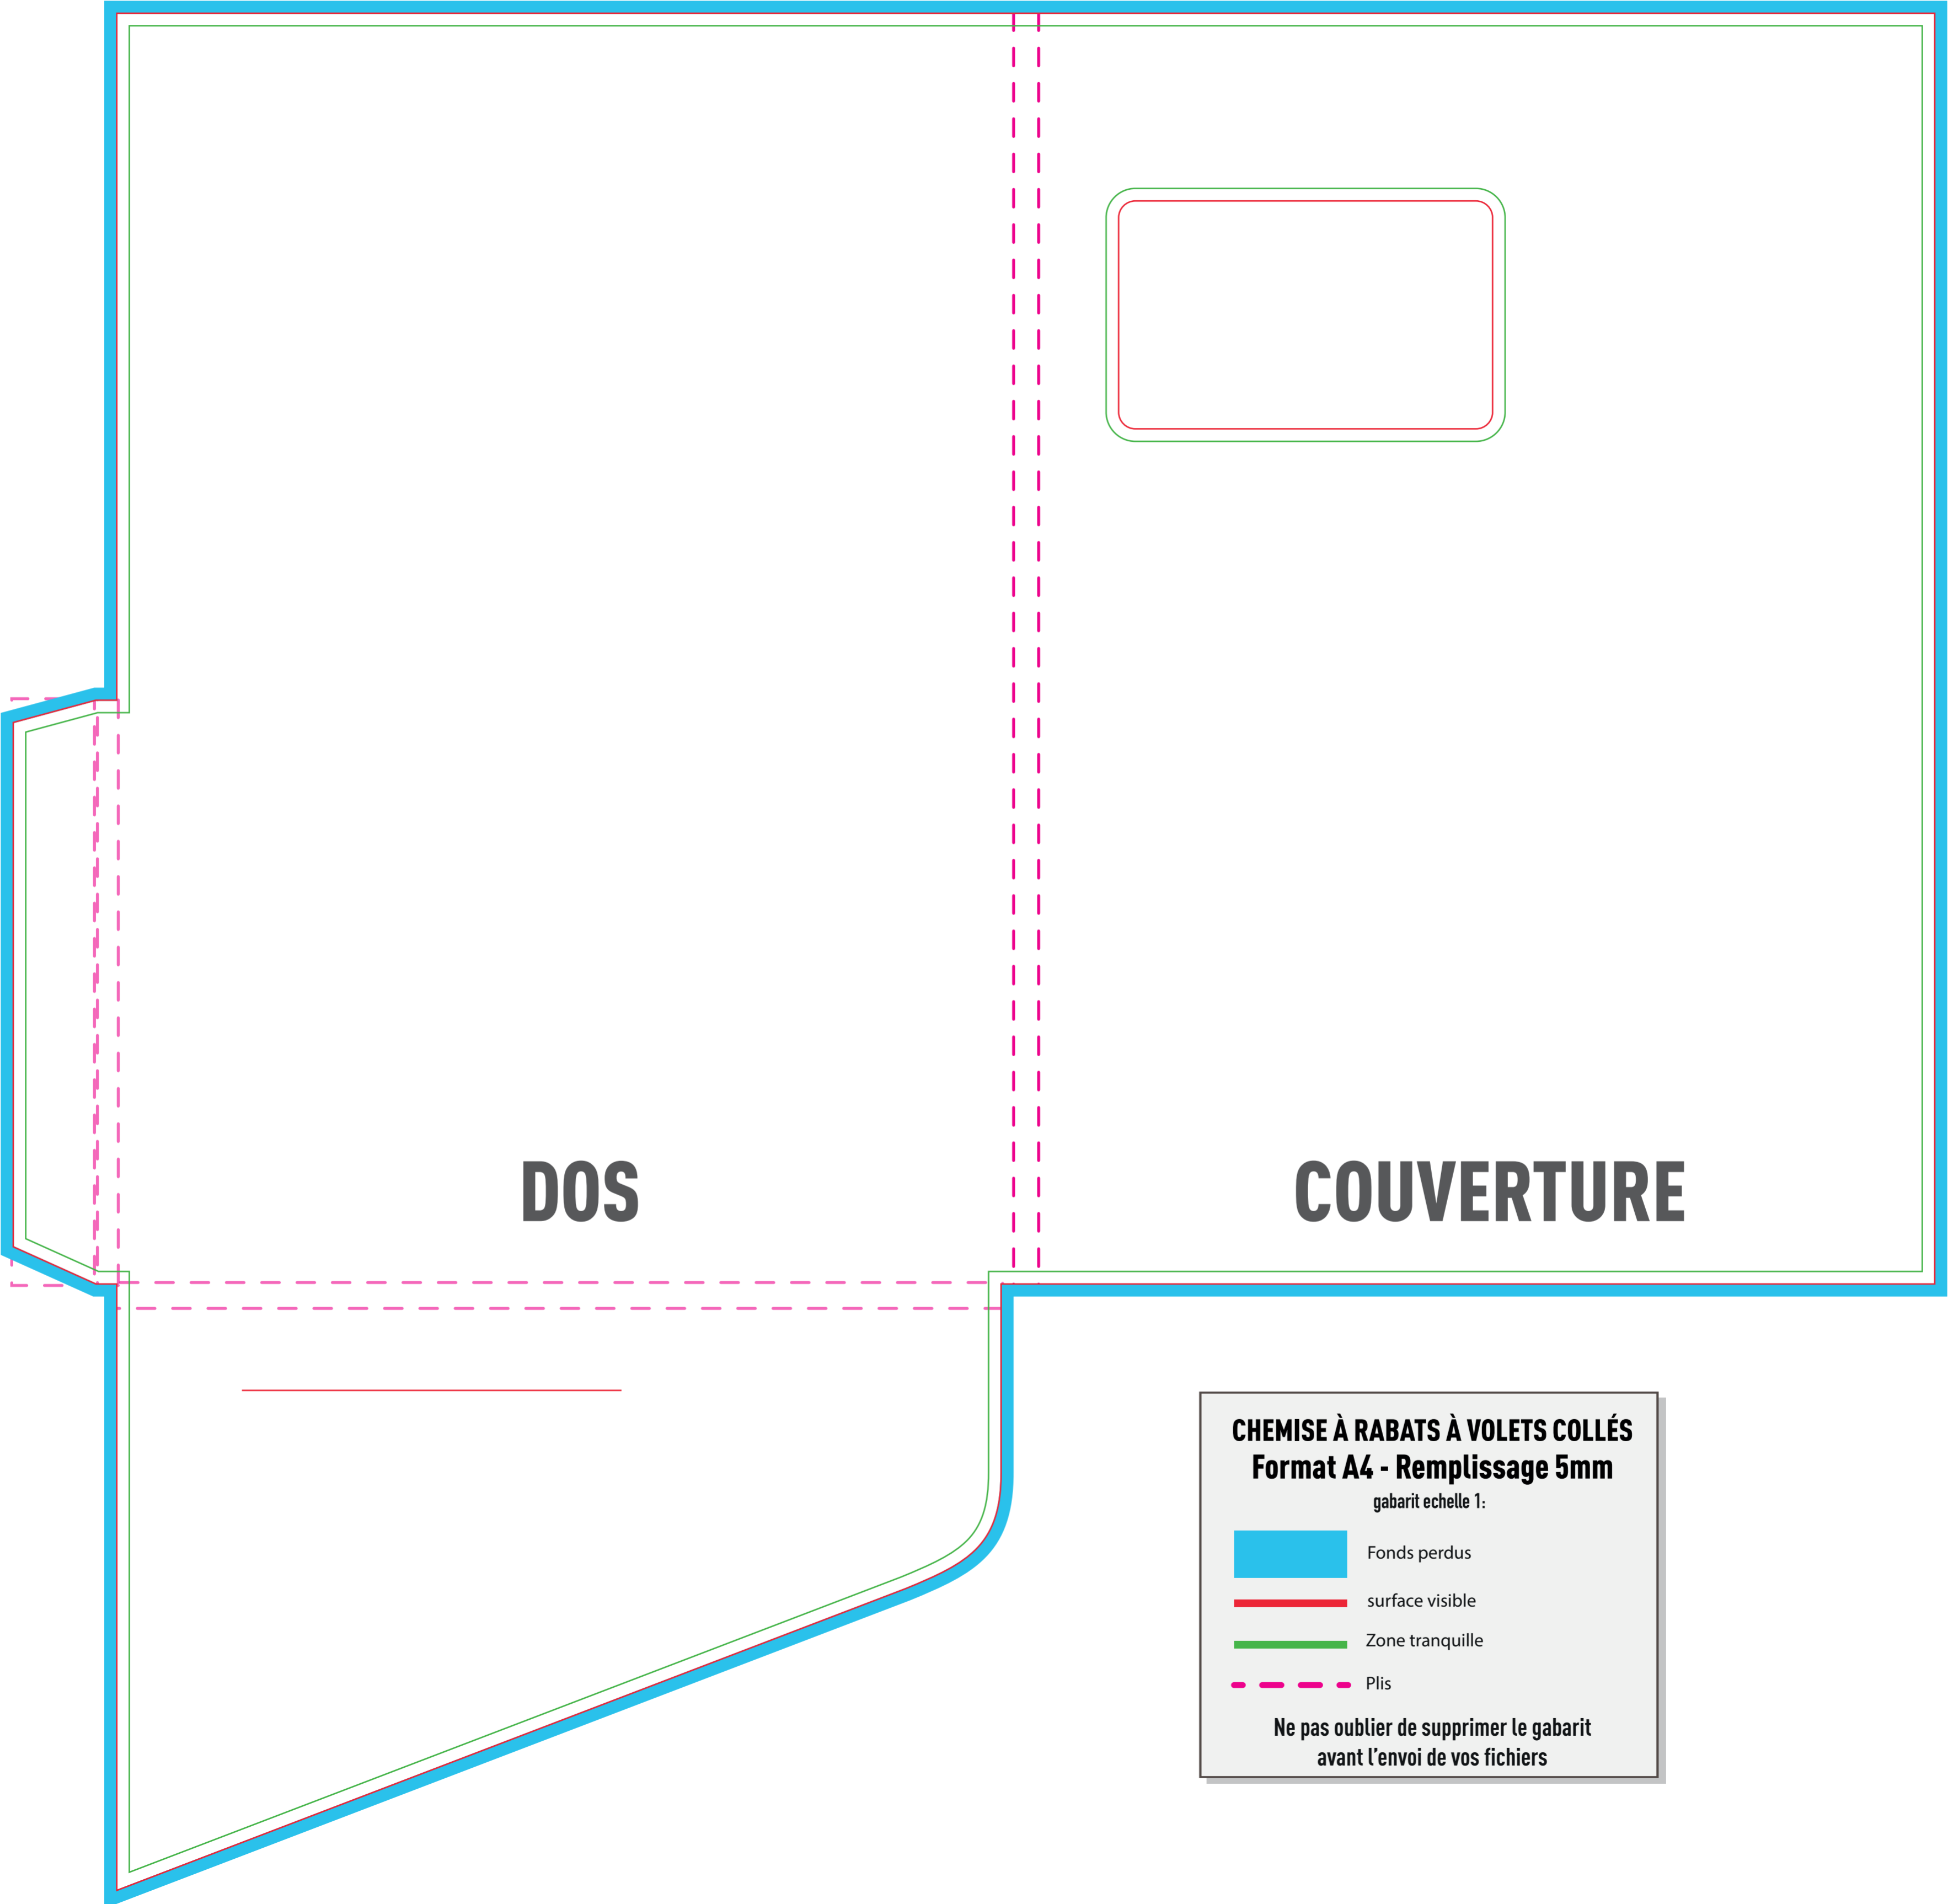 DOS
COUVERTURE
CHEMISE À RABATS À VOLETS COLLÉS
Format A4 - Remplissage 5mm
gabarit echelle 1:
Fonds perdus
surface visible
Zone tranquille
Plis
Ne pas oublier de supprimer le gabarit
avant l’envoi de vos fichiers